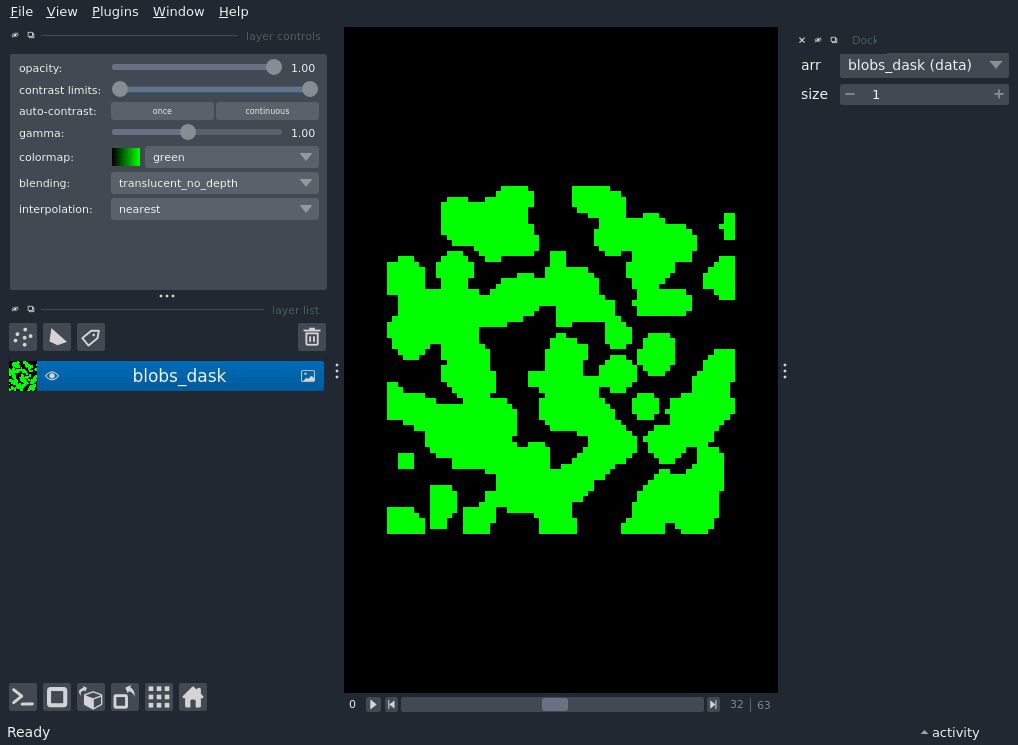 File View Plugins Window Help
layer controls
opacity: 1.00
contrast limits:
auto-contrast: once continuous
gamma: 1.00
colormap: green
blending: translucent_no_depth
interpolation: nearest
layer list
blobs_dask
Dock
arr blobs_dask (data)
size 1
0 32 63
Ready
activity